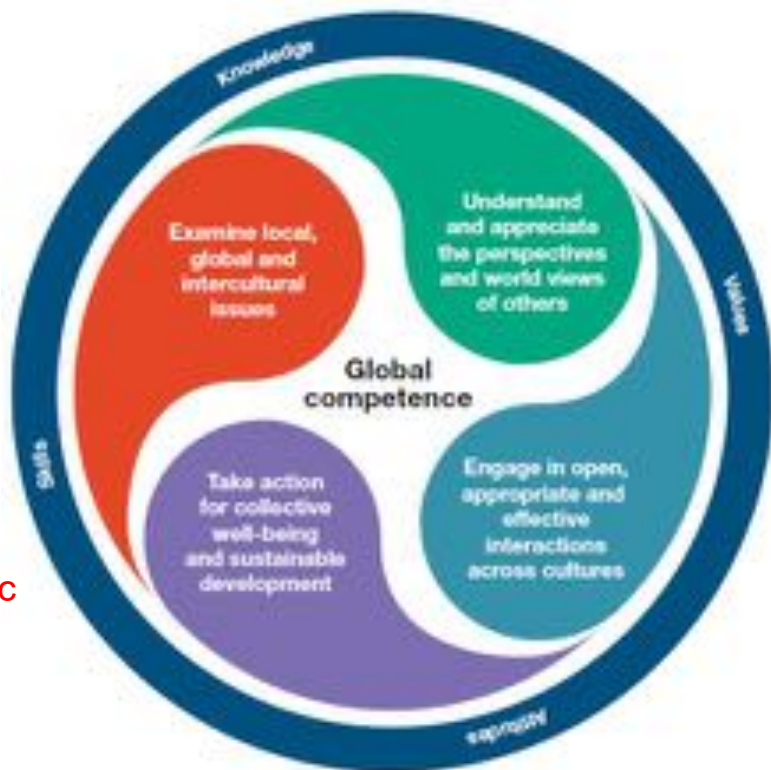 Knowledge
Understand
and appreciate
the perspectives
and world views
of others
Examine local,
global and
intercultural
issues
Values
Global
competence
Skills
Engage in open,
appropriate and
effective
interactions
across cultures
Take action
for collective
well-being
and sustainable
development
c
Attitudes